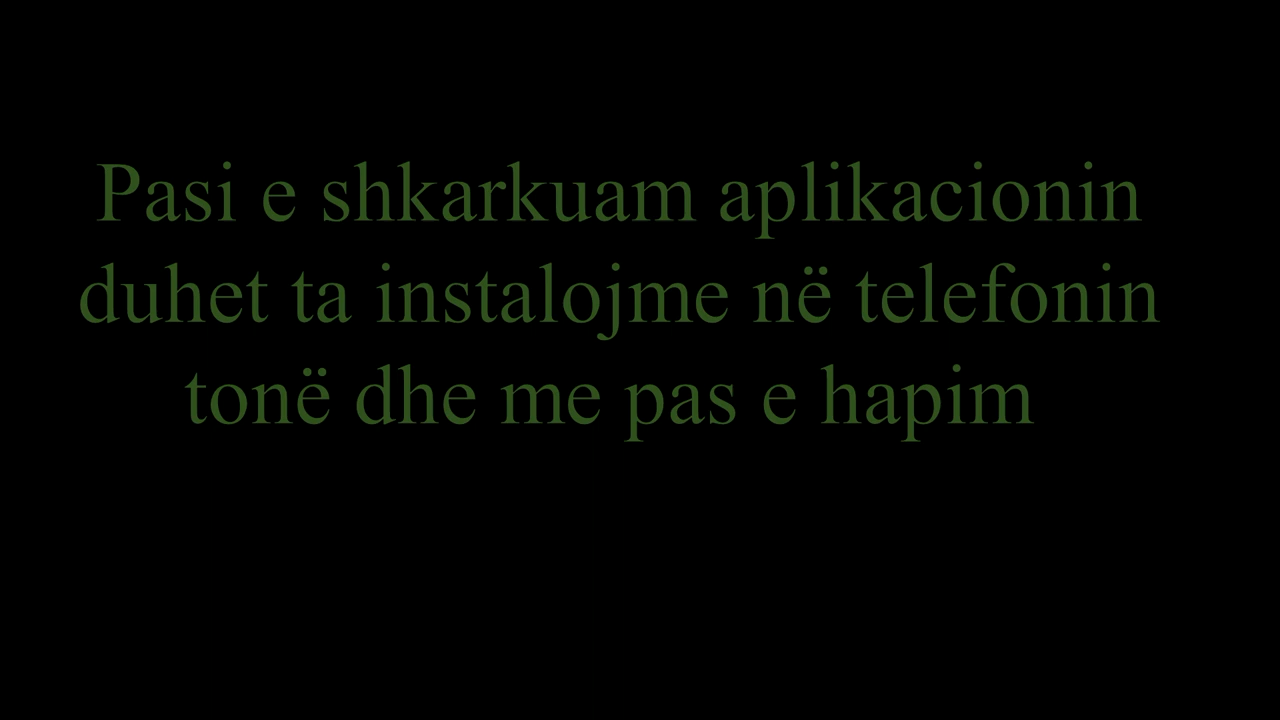 Pasi e shkarkuam aplikacionin
duhet ta instalojme në telefonin
tonë dhe me pas e hapim